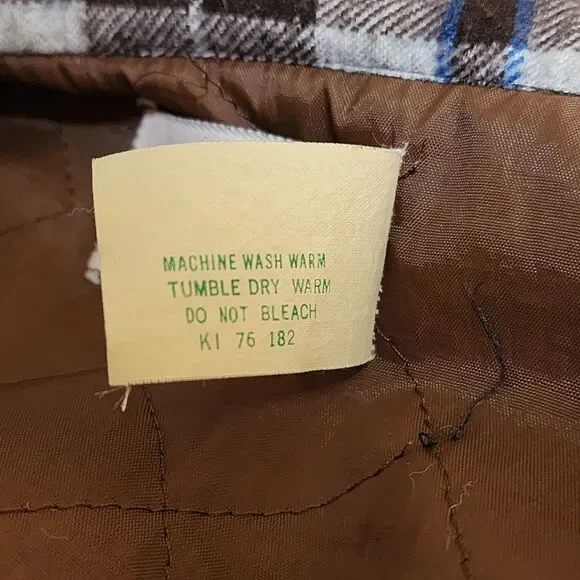 MACHINE WASH WARM
TUMBLE DRY WARM
DO NOT BLEACH
KI 76 182